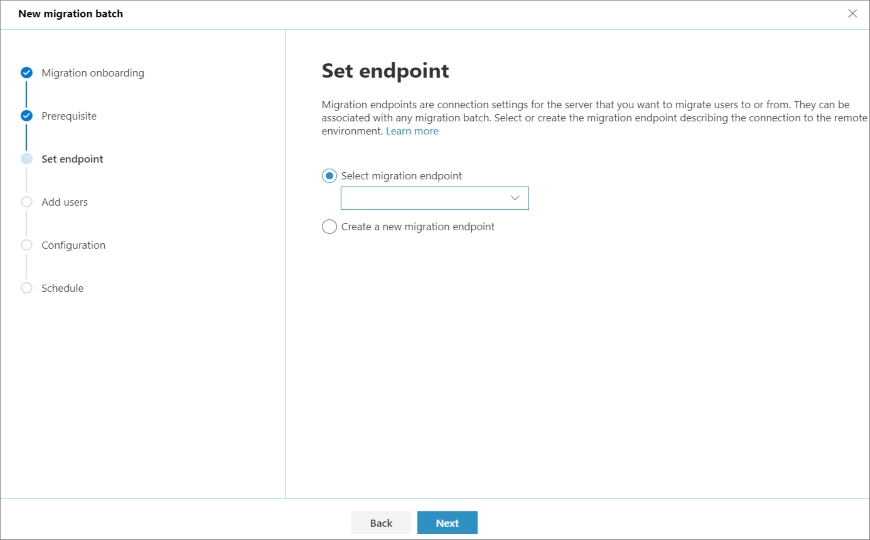 New migration batch
Migration onboarding
Prerequisite
Set endpoint
Add users
Configuration
Schedule
Set endpoint
Migration endpoints are connection settings for the server that you want to migrate users to or from. They can be
associated with any migration batch. Select or create the migration endpoint describing the connection to the remote
environment. Learn more
Select migration endpoint
Create a new migration endpoint
Back
Next